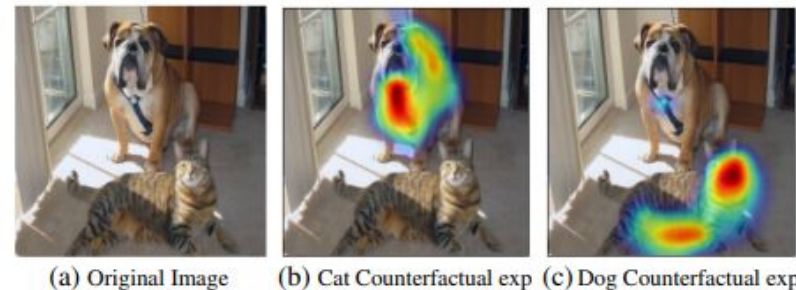 (a) Original Image
(b) Cat Counterfactual exp
(c) Dog Counterfactual exp